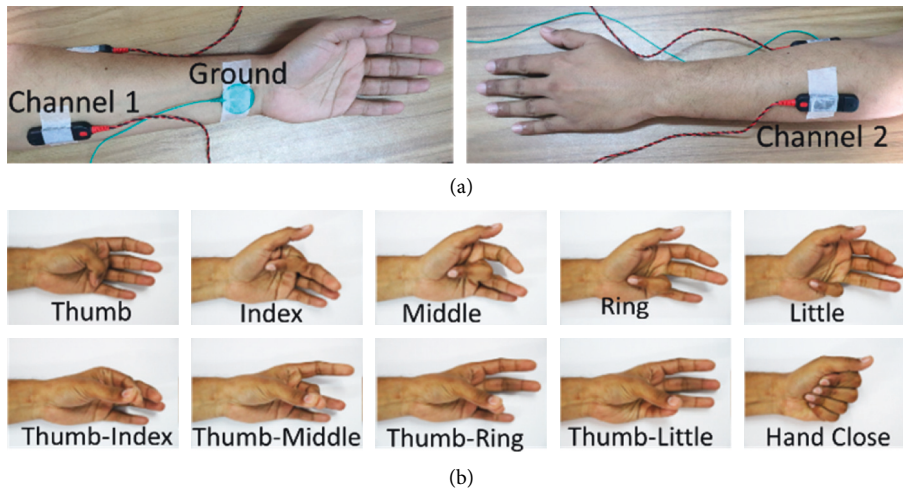 Ground
Channel 1
Channel 2
(a)
Thumb
Index
Middle
Ring
Little
Thumb-Index
Thumb-Middle
Thumb-Ring
Thumb-Little
Hand Close
(b)